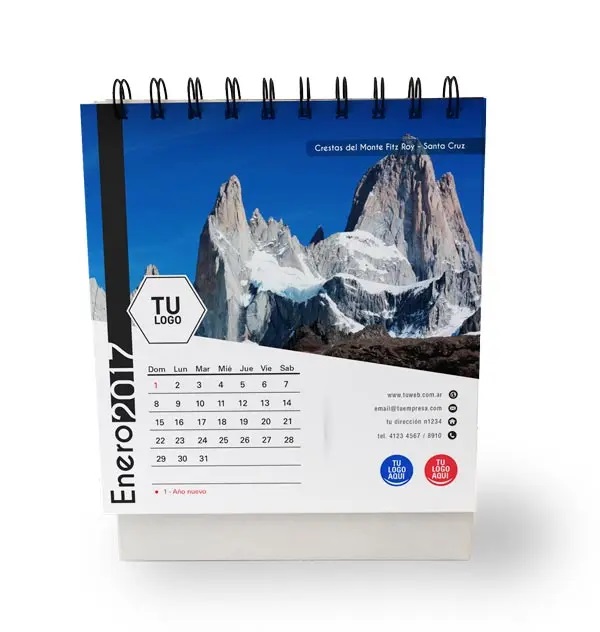 Crestas del Monte Fitz Roy - Santa Cruz
TU
LOGO
Enero2017
Dom Lun Mar Mié Jue Vie Sab
1 2 3 4 5 6 7
8 9 10 11 12 13 14
15 16 17 18 19 20 21
22 23 24 25 26 27 28
29 30 31
1 - Año nuevo
www.tuweb.com.ar
email@tuempresa.com
tu dirección n1234
tel. 4123 4567 / 8910
TU
LOGO
AQUI
TU
LOGO
AQUI